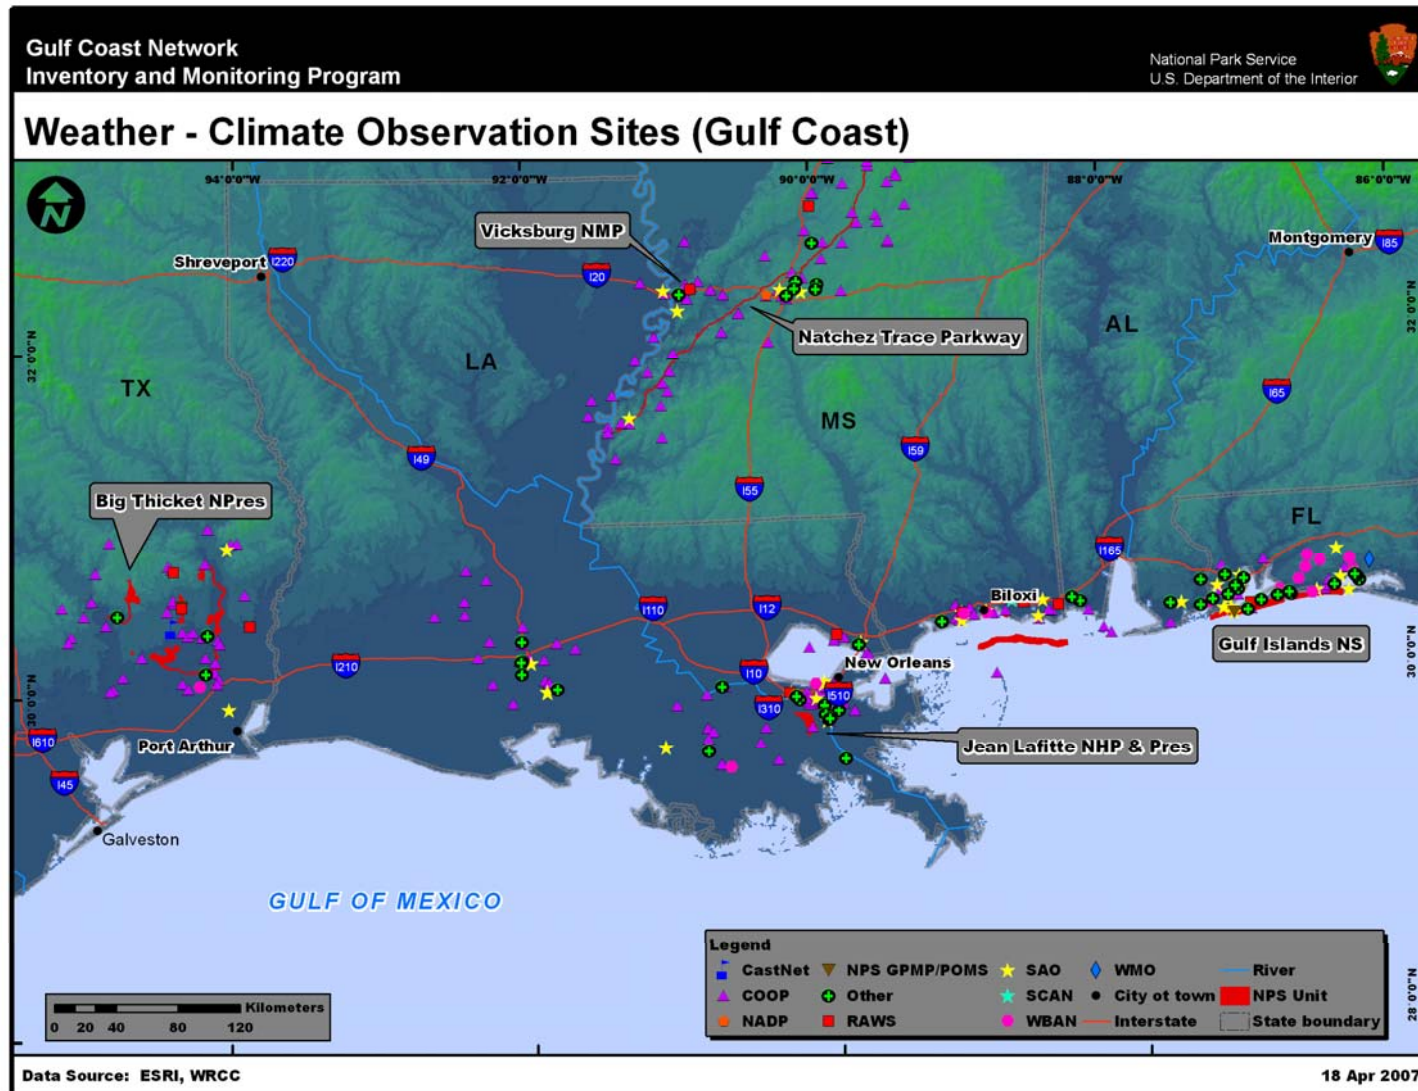 Gulf Coast Network
Inventory and Monitoring Program
National Park Service
U.S. Department of the Interior
Weather - Climate Observation Sites (Gulf Coast)
94°0'0"W
92°0'0"W
90°0'0"W
88°0'0"W
86°0'0"W
N
Vicksburg NMP
Montgomery
I85
Shreveport
I220
I20
32°0'0"N
32°0'0"N
Natchez Trace Parkway
AL
LA
TX
I65
MS
I59
I49
I55
Big Thicket NPres
FL
I165
Biloxi
I110
I12
Gulf Islands NS
30°0'0"N
I210
New Orleans
I10
I510
30°0'0"N
I310
Port Arthur
Jean Lafitte NHP & Pres
I610
I45
Galveston
GULF OF MEXICO
Legend
CastNet NPS GPMP/POMS SAO WMO River
COOP Other SCAN City ot town NPS Unit
NADP RAWS WBAN Interstate State boundary
28°0'0"N
Kilometers
0 20 40 80 120
Data Source: ESRI, WRCC
18 Apr 2007